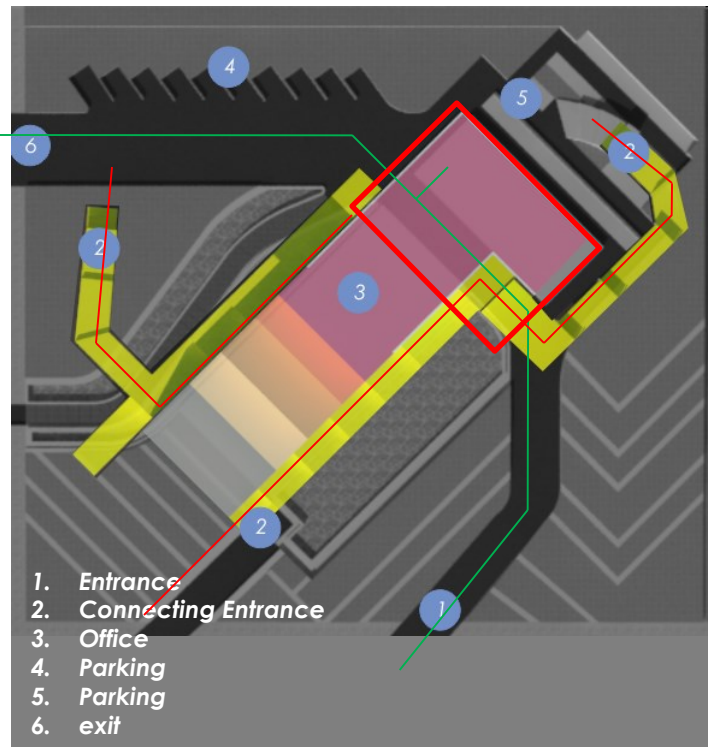 4
5
6
2
2
3
2
1
1. Entrance
2. Connecting Entrance
3. Office
4. Parking
5. Parking
6. exit